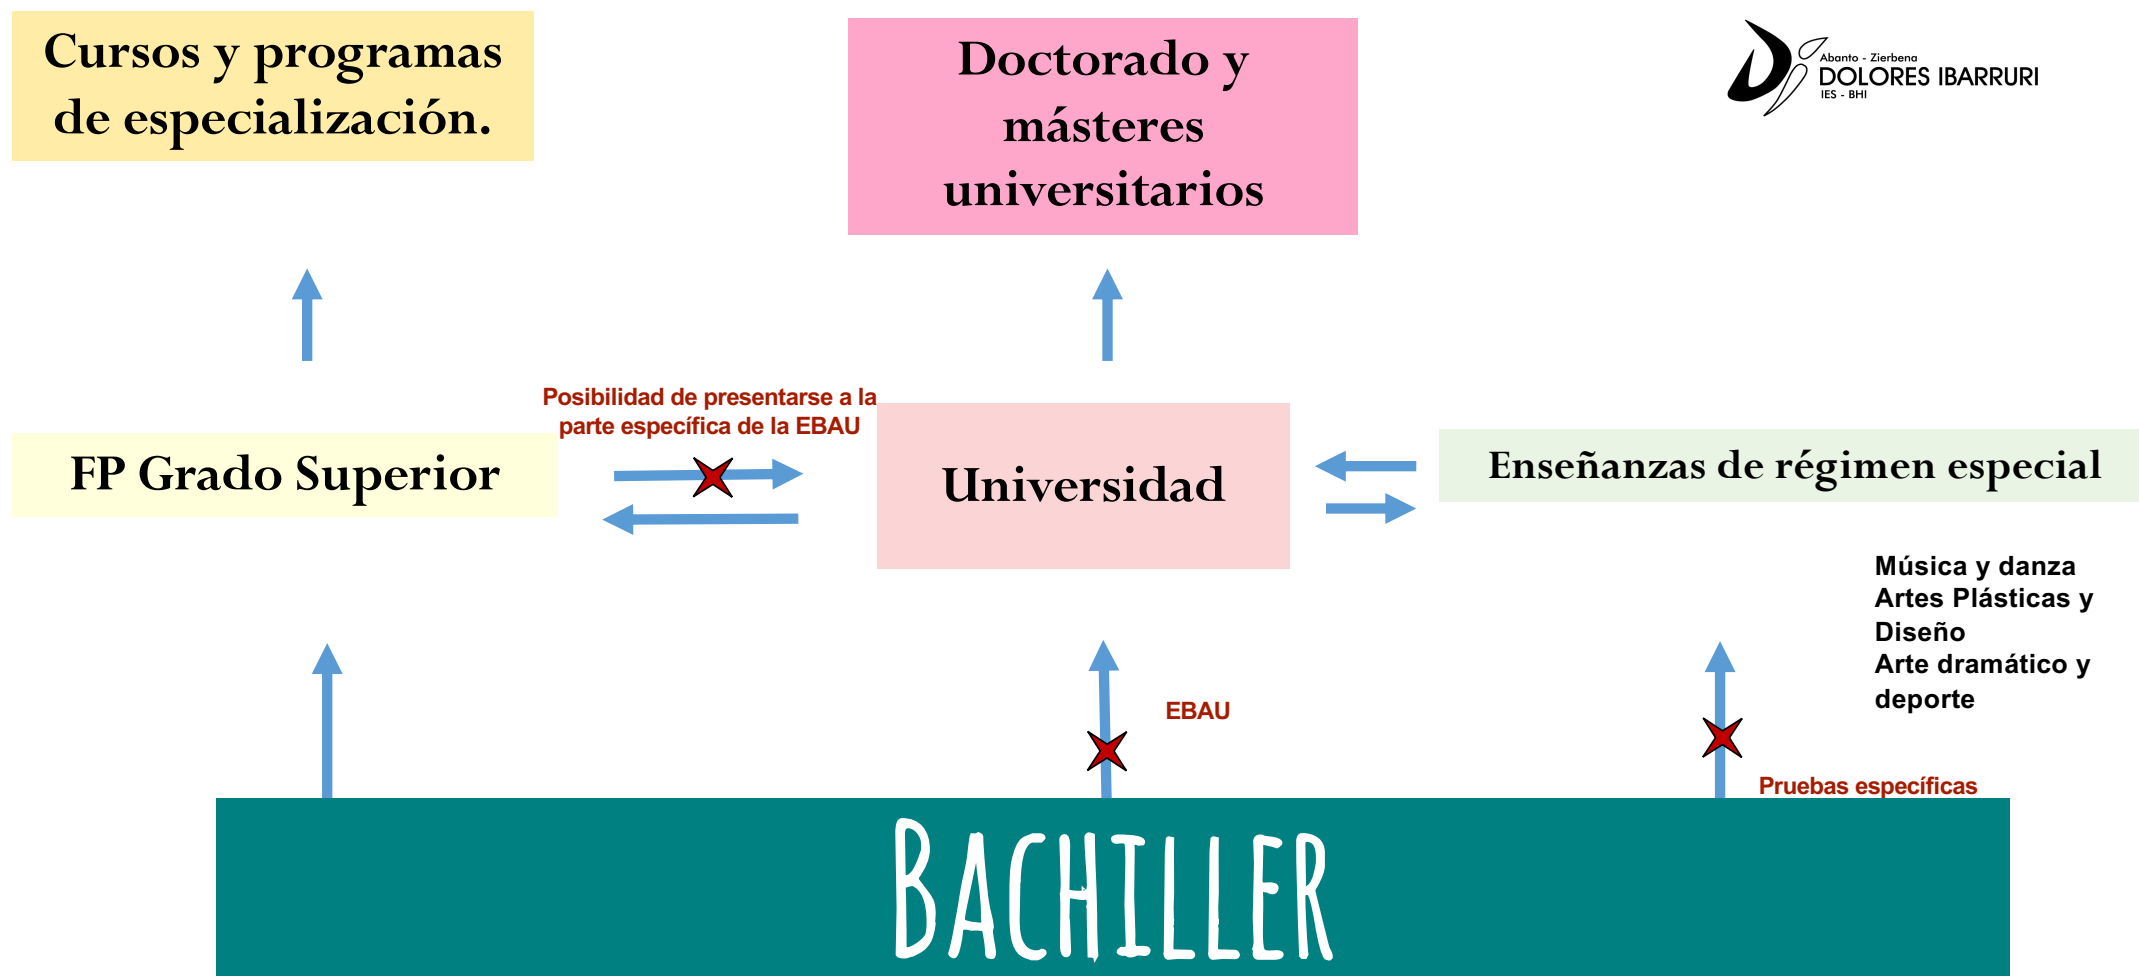 Cursos y programas
de especialización.
Doctorado y
másteres
universitarios
Abanto - Zierbena
DOLORES IBARRURI
IES - BHI
Posibilidad de presentarse a la
parte específica de la EBAU
FP Grado Superior
Universidad
Enseñanzas de régimen especial
Música y danza
Artes Plásticas y
Diseño
Arte dramático y
deporte
EBAU
Pruebas específicas
BACHILLER